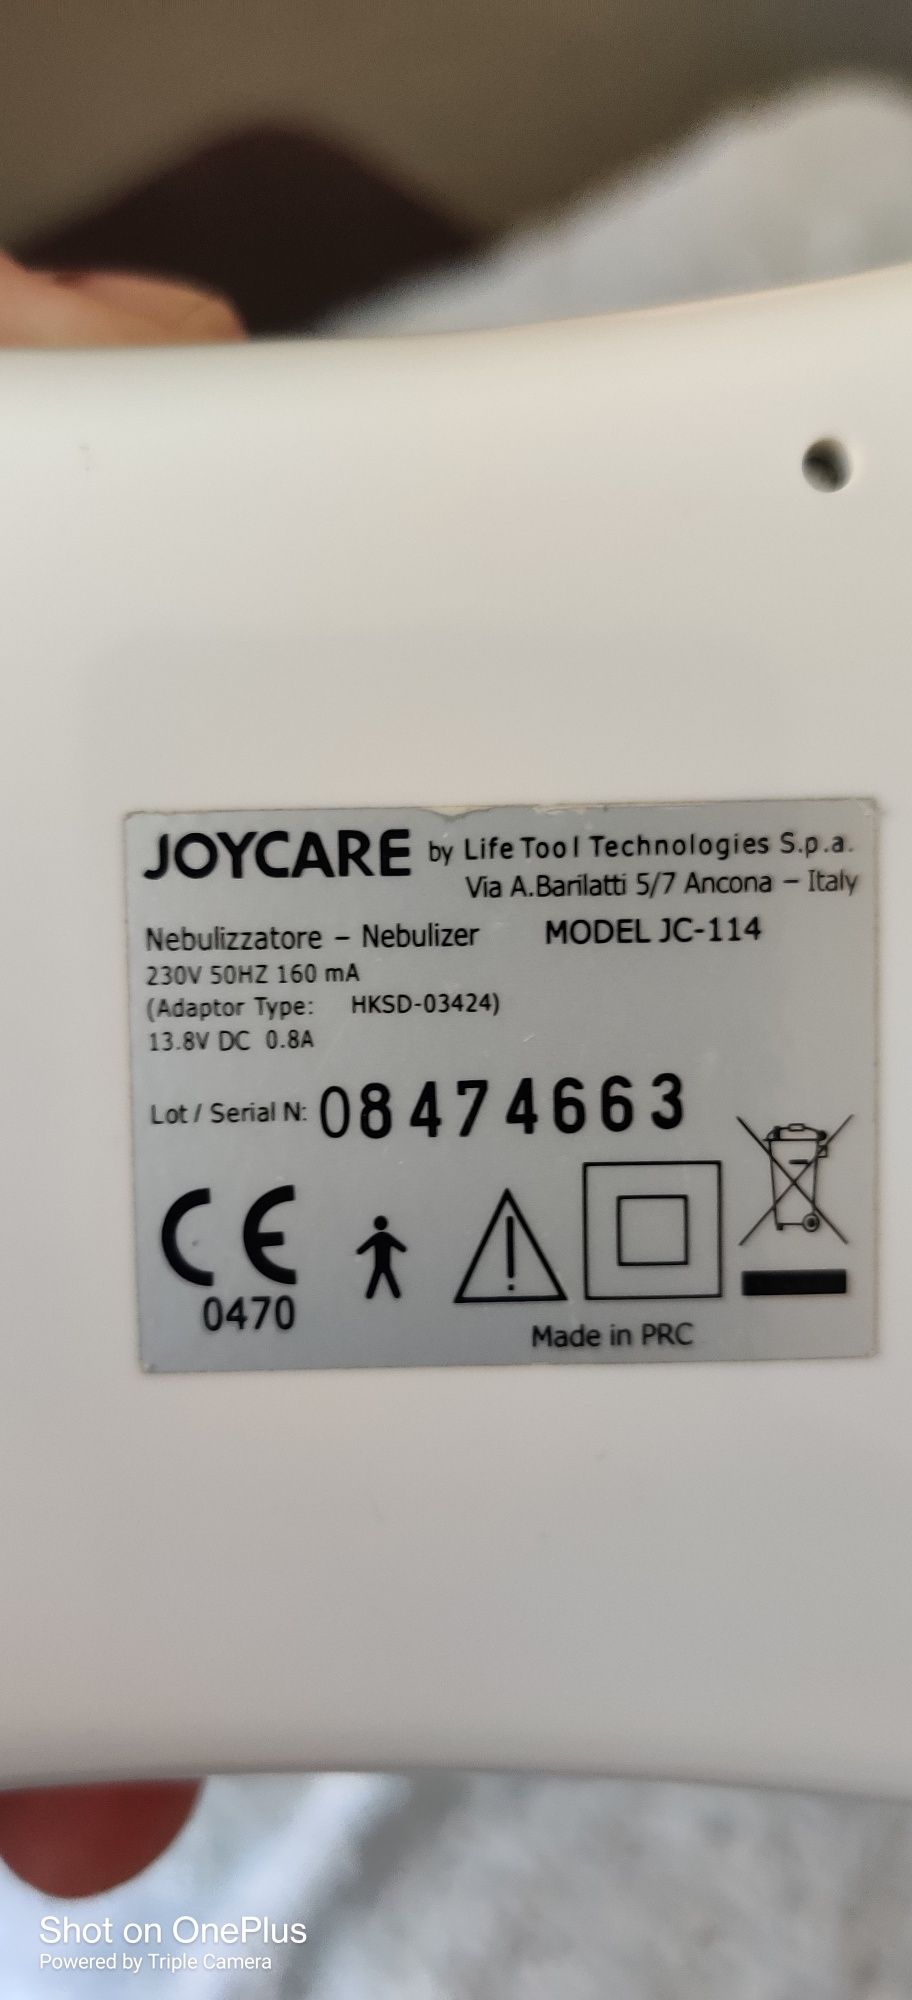 JOYCARE by Life Tool Technologies S.p.a.
Via A.Barilatti 5/7 Ancona – Italy
Nebulizzatore – Nebulizer MODEL JC-114
230V 50HZ 160 mA
(Adaptor Type: HKSD-03424)
13.8V DC 0.8A
Lot / Serial N: 08474663
CE
0470
Made in PRC
Shot on OnePlus
Powered by Triple Camera